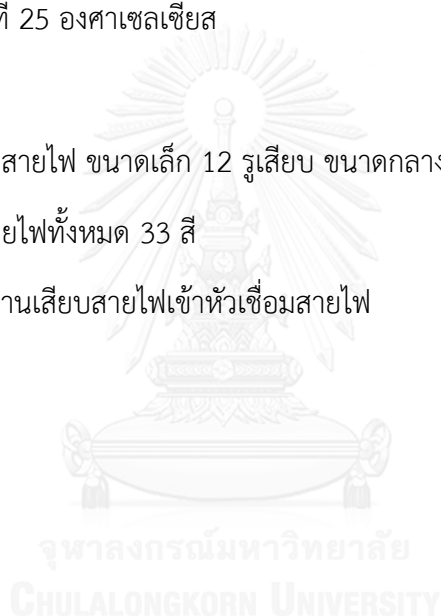 ที่ 25 องศาเซลเซียส
สายไฟ ขนาดเล็ก 12 รูเสียบ ขนาดกลาง
ยไฟทั้งหมด 33 สี
านเสียบสายไฟเข้าหัวเชื่อมสายไฟ
จุฬาลงกรณ์มหาวิทยาลัย
CHULALONGKORN UNIVERSITY